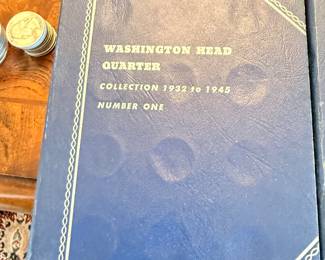 WASHINGTON HEAD
QUARTER
COLLECTION 1932 to 1945
NUMBER ONE